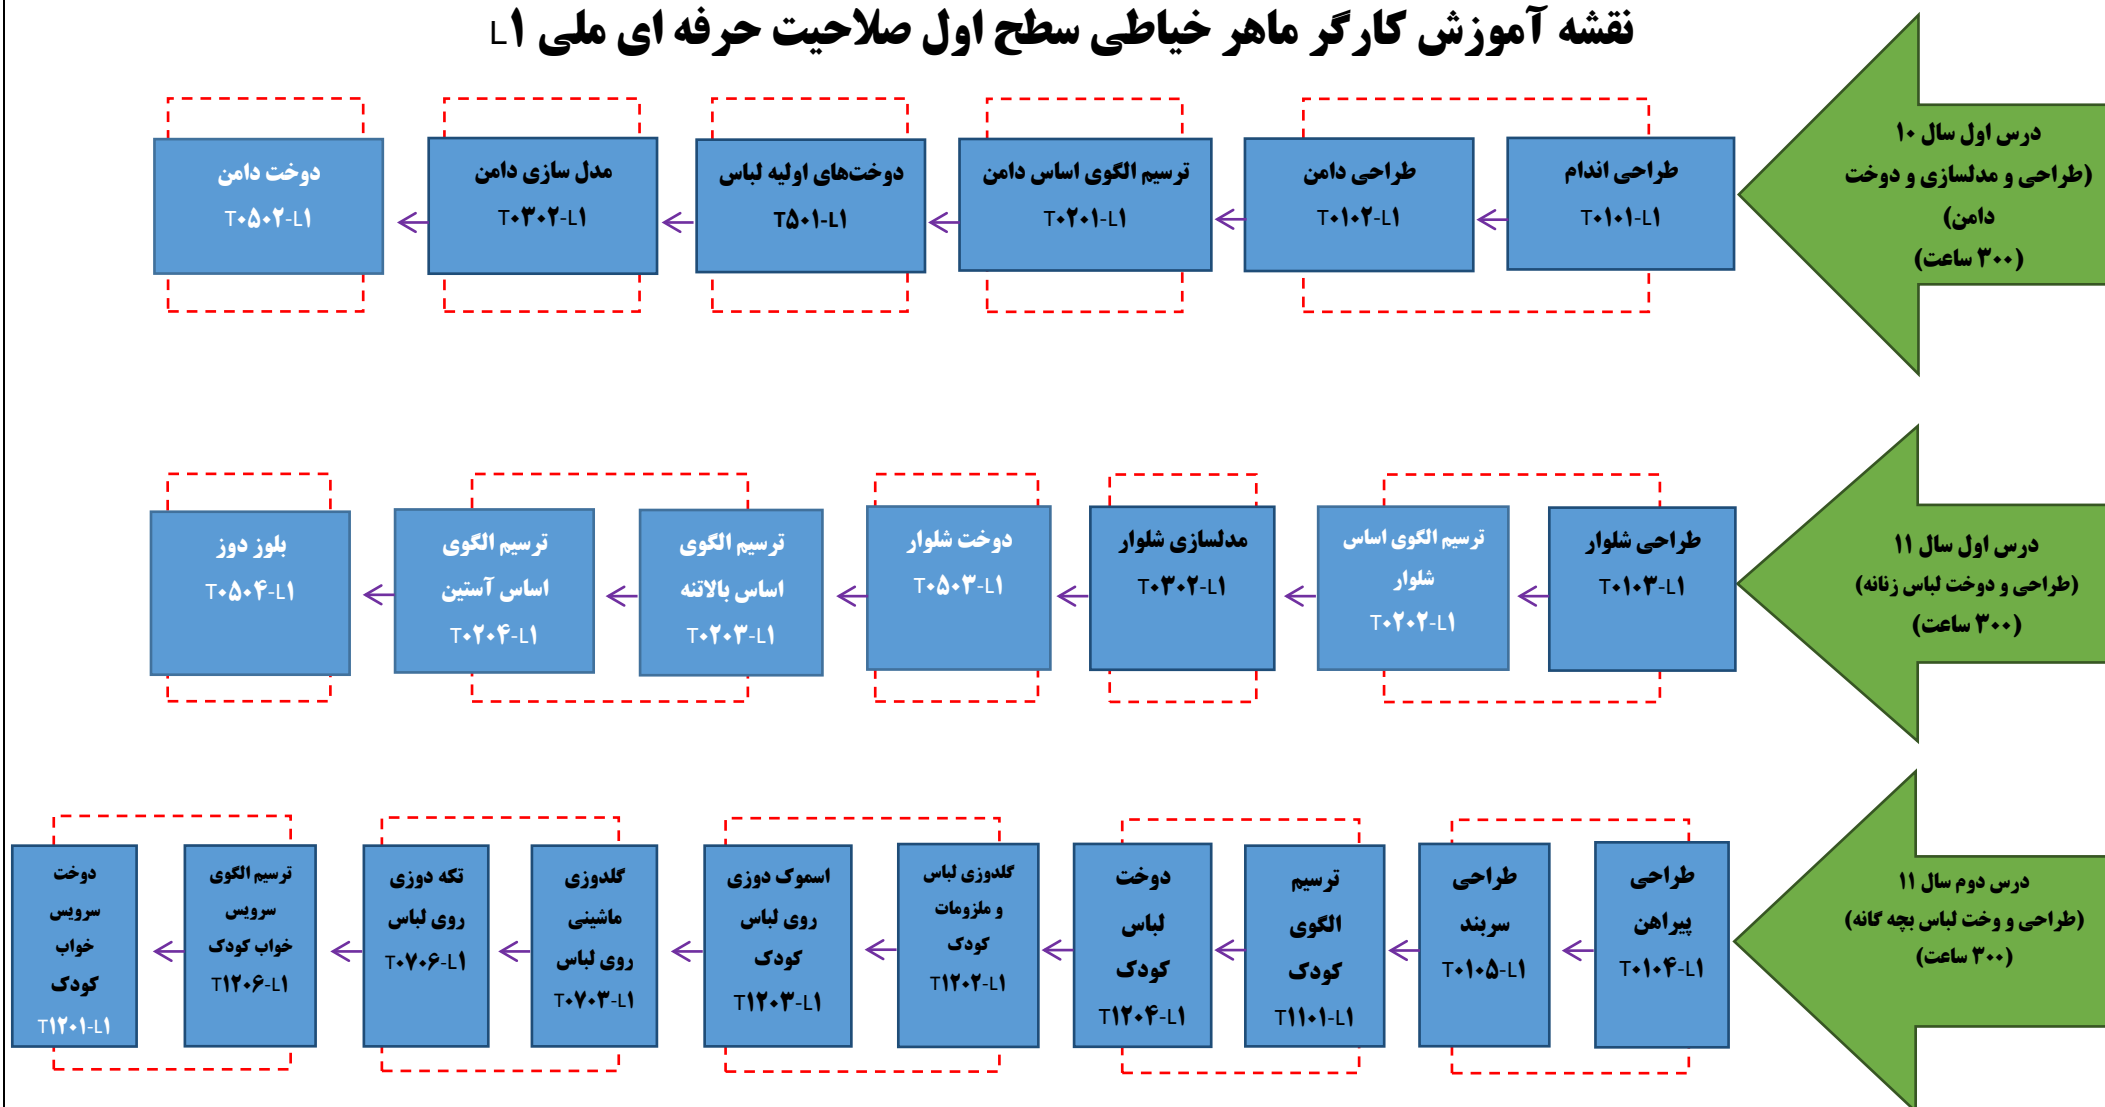 نقشه آموزش کارگر ماهر خیاطی سطح اول صلاحیت حرفه ای ملی L۱
درس اول سال ۱۰
(طراحی و مدلسازی و دوخت
دامن)
(۳۰۰ ساعت)
طراحی اندام
T۰۱۰۱-L۱
طراحی دامن
T۰۱۰۲-L۱
ترسیم الگوی اساس دامن
T۰۲۰۱-L۱
دوخت‌های اولیه لباس
T۵۰۱-L۱
مدل سازی دامن
T۰۳۰۲-L۱
دوخت دامن
T۰۵۰۲-L۱
درس اول سال ۱۱
(طراحی و دوخت لباس زنانه)
(۳۰۰ ساعت)
طراحی شلوار
T۰۱۰۳-L۱
ترسیم الگوی اساس
شلوار
T۰۲۰۲-L۱
مدلسازی شلوار
T۰۳۰۲-L۱
دوخت شلوار
T۰۵۰۳-L۱
ترسیم الگوی
اساس بالاتنه
T۰۲۰۳-L۱
ترسیم الگوی
اساس آستین
T۰۲۰۴-L۱
بلوز دوز
T۰۵۰۴-L۱
درس دوم سال ۱۱
(طراحی و وخت لباس بچه گانه)
(۳۰۰ ساعت)
طراحی
پیراهن
T۰۱۰۴-L۱
طراحی
سربند
T۰۱۰۵-L۱
ترسیم
الگوی
کودک
T۱۱۰۱-L۱
دوخت
لباس
کودک
T۱۲۰۴-L۱
گلدوزی لباس
و ملزومات
کودک
T۱۲۰۲-L۱
اسموک دوزی
روی لباس
کودک
T۱۲۰۳-L۱
گلدوزی
ماشینی
روی لباس
T۰۷۰۳-L۱
تکه دوزی
روی لباس
T۰۷۰۶-L۱
ترسیم الگوی
سرویس
خواب کودک
T۱۲۰۶-L۱
دوخت
سرویس
خواب
کودک
T۱۲۰۱-L۱